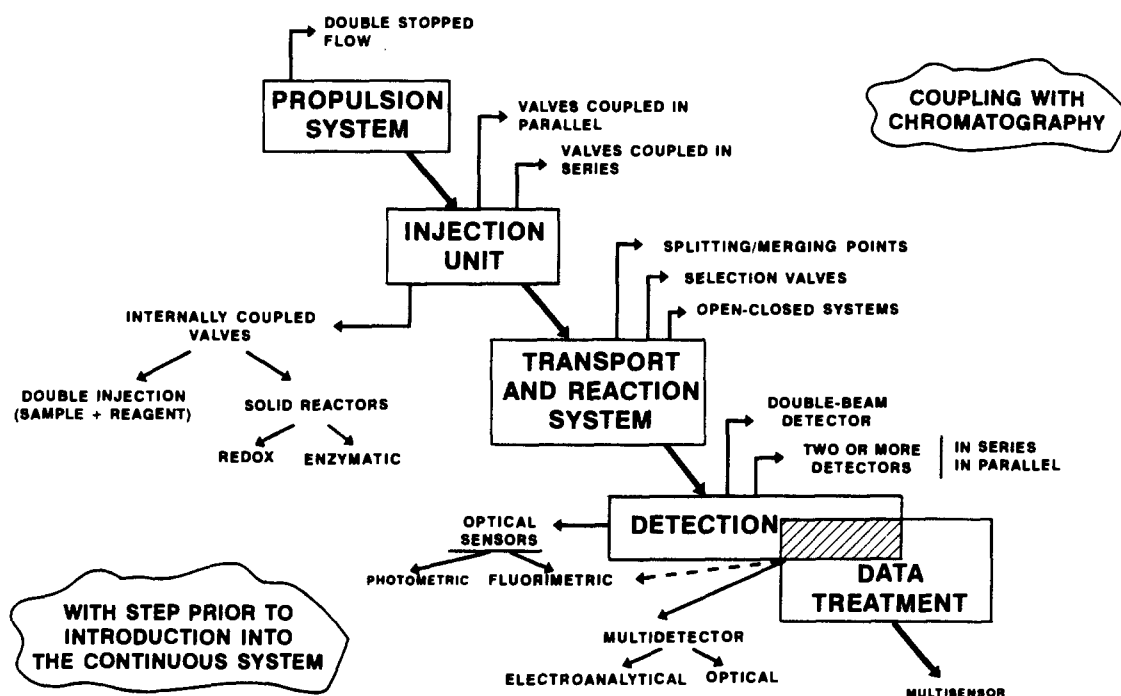 DOUBLE STOPPED
FLOW
PROPULSION
SYSTEM
COUPLING WITH
CHROMATOGRAPHY
VALVES COUPLED IN
PARALLEL
VALVES COUPLED IN
SERIES
INJECTION
UNIT
SPLITTING/MERGING POINTS
SELECTION VALVES
OPEN-CLOSED SYSTEMS
INTERNALLY COUPLED
VALVES
DOUBLE INJECTION
(SAMPLE + REAGENT)
SOLID REACTORS
REDOX
ENZYMATIC
TRANSPORT
AND REACTION
SYSTEM
DOUBLE-BEAM
DETECTOR
TWO OR MORE
DETECTORS
IN SERIES
IN PARALLEL
DETECTION
OPTICAL
SENSORS
PHOTOMETRIC
FLUORIMETRIC
DATA
TREATMENT
WITH STEP PRIOR TO
INTRODUCTION INTO
THE CONTINUOUS SYSTEM
MULTIDETECTOR
ELECTROANALYTICAL
OPTICAL
MULTISENSOR